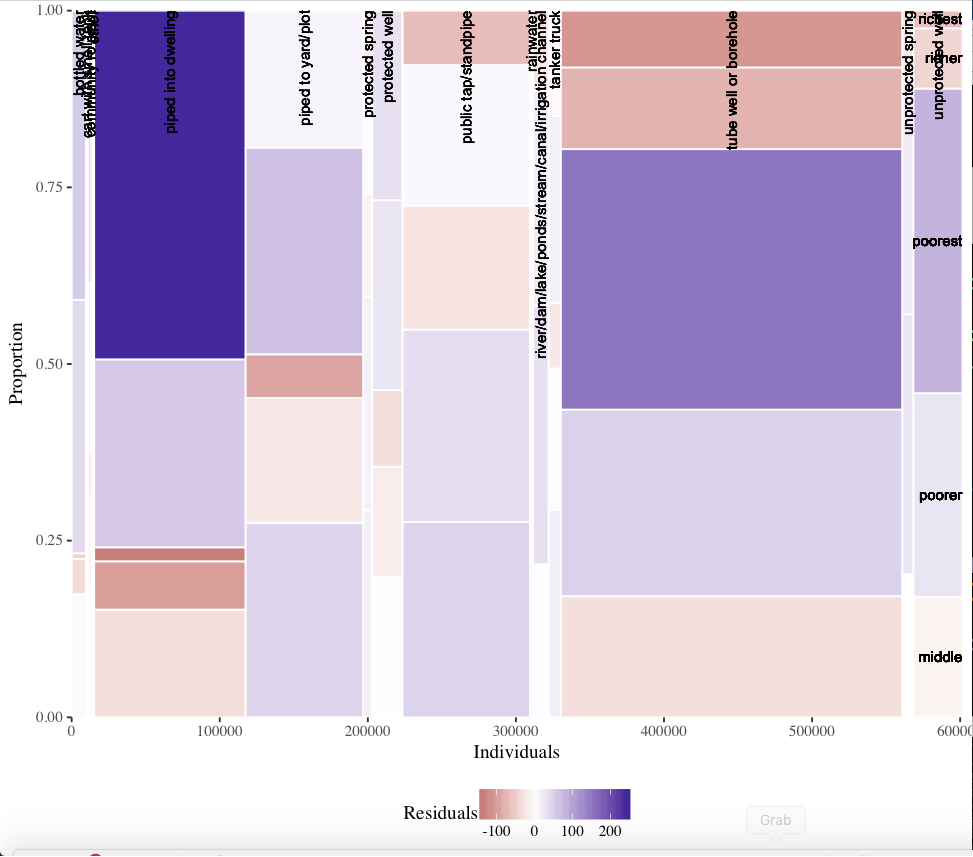 1.00
0.75
0.50
0.25
0.00
Proportion
bottled water
piped into dwelling
piped to yard/plot
protected spring
protected well
public tap/standpipe
rainwater
river/dam/lake/ponds/stream/canal/irrigation channel
tanker truck
tube well or borehole
unprotected spring
unprotected well
richest
richer
poorest
poorer
middle
0
100000
200000
300000
400000
500000
60000
Individuals
Residuals
-100
0
100
200
Grab